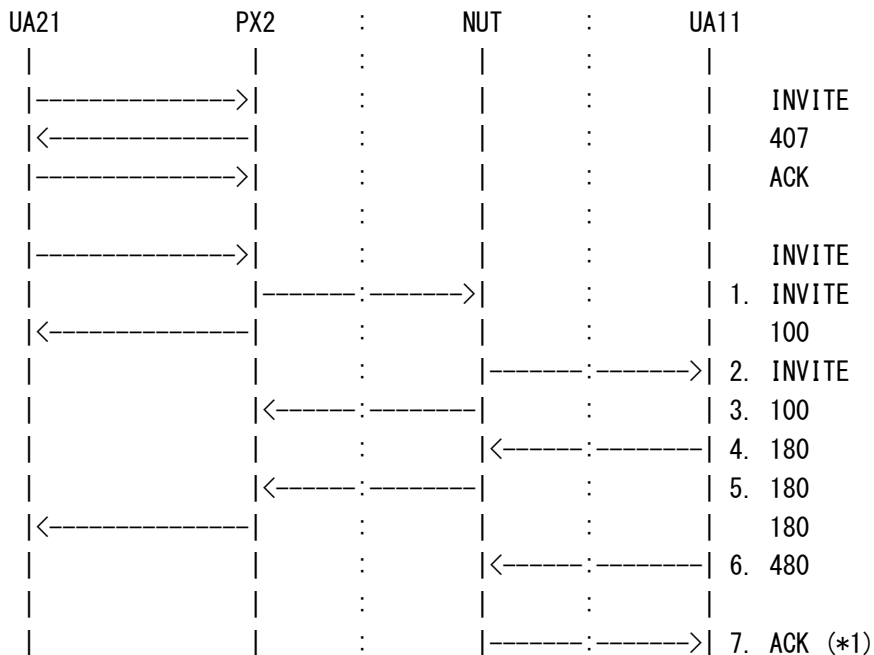 UA21 PX2 : NUT : UA11
| | : | : |
|--------------->| : | : | INVITE
|<---------------| : | : | 407
|--------------->| : | : | ACK
| | : | : |
|--------------->| : | : | INVITE
| |-------:------->| : | 1. INVITE
|<---------------| : | : | 100
| | : |-------:------->| 2. INVITE
| |<------:--------| : | 3. 100
| | : |<------:--------| 4. 180
| |<------:--------| : | 5. 180
|<---------------| : | : | 180
| | : |<------:--------| 6. 480
| | : | : |
| | : |-------:------->| 7. ACK (*1)